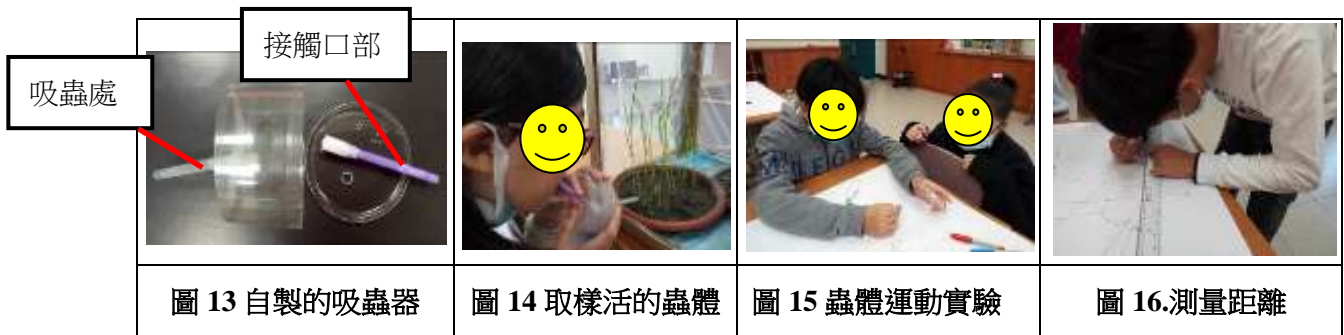 接觸口部
吸蟲處
圖 13 自製的吸蟲器
圖 14 取樣活的蟲體
圖 15 蟲體運動實驗
圖 16.測量距離